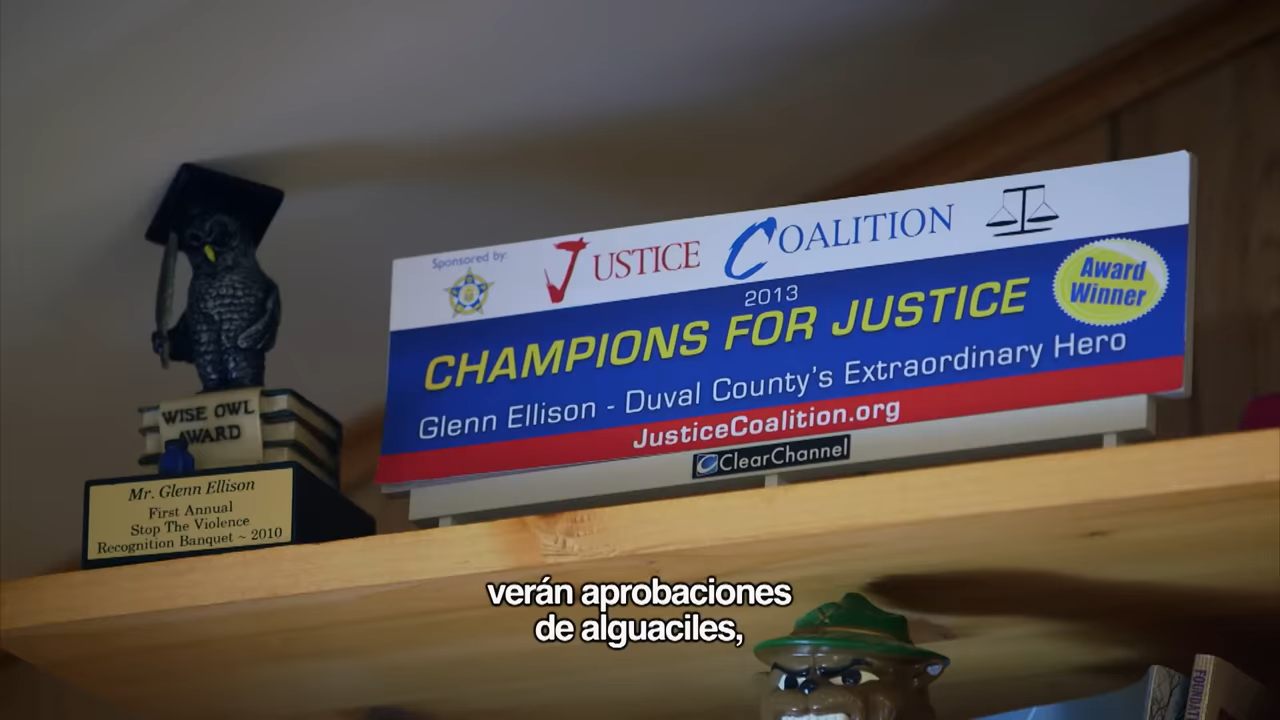 Sponsored by:
JUSTICE COALITION
2013
CHAMPIONS FOR JUSTICE
Award
Winner
Glenn Ellison - Duval County's Extraordinary Hero
JusticeCoalition.org
ClearChannel
WISE OWL
AWARD
Mr. Glenn Ellison
First Annual
Stop The Violence
Recognition Banquet ~ 2010
verán aprobaciones
de alguaciles,